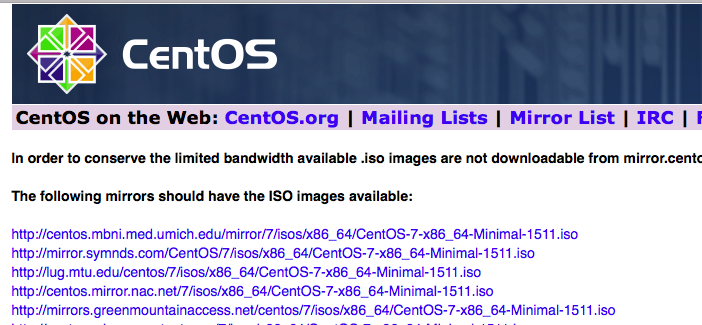 CentOS
CentOS on the Web: CentOS.org | Mailing Lists | Mirror List | IRC |
In order to conserve the limited bandwidth available .iso images are not downloadable from
The following mirrors should have the ISO images available:
http://centos.mbni.med.umich.edu/mirror/7/isos/x86_64/CentOS-7-x86_64-Minimal-1511.iso
http://mirror.symnds.com/CentOS/7/isos/x86_64/CentOS-7-x86_64-Minimal-1511.iso
http://lug.mtu.edu/centos/7/isos/x86_64/CentOS-7-x86_64-Minimal-1511.iso
http://centos.mirror.nac.net/7/isos/x86_64/CentOS-7-x86_64-Minimal-1511.iso
http://mirrors.greenmountainaccess.net/centos/7/isos/x86_64/CentOS-7-x86_64-Minimal-1511.iso